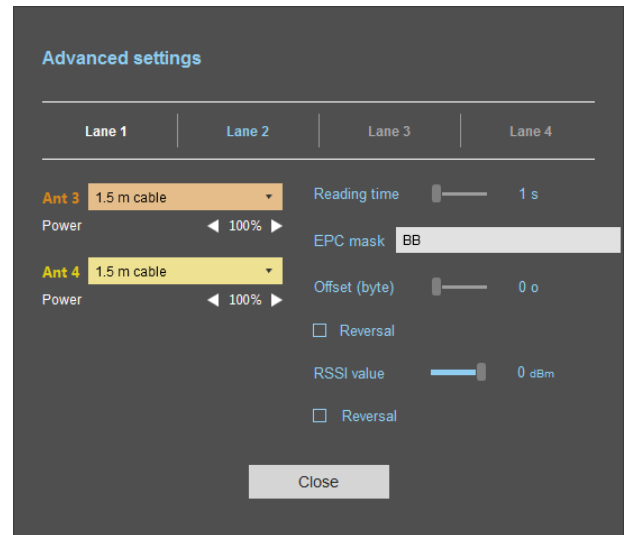 Advanced settings
Lane 1 Lane 2 Lane 3 Lane 4
Ant 3 1.5 m cable
Power 100%
Ant 4 1.5 m cable
Power 100%
Reading time 1 s
EPC mask BB
Offset (byte) 0 o
Reversal
RSSI value 0 dBm
Reversal
Close